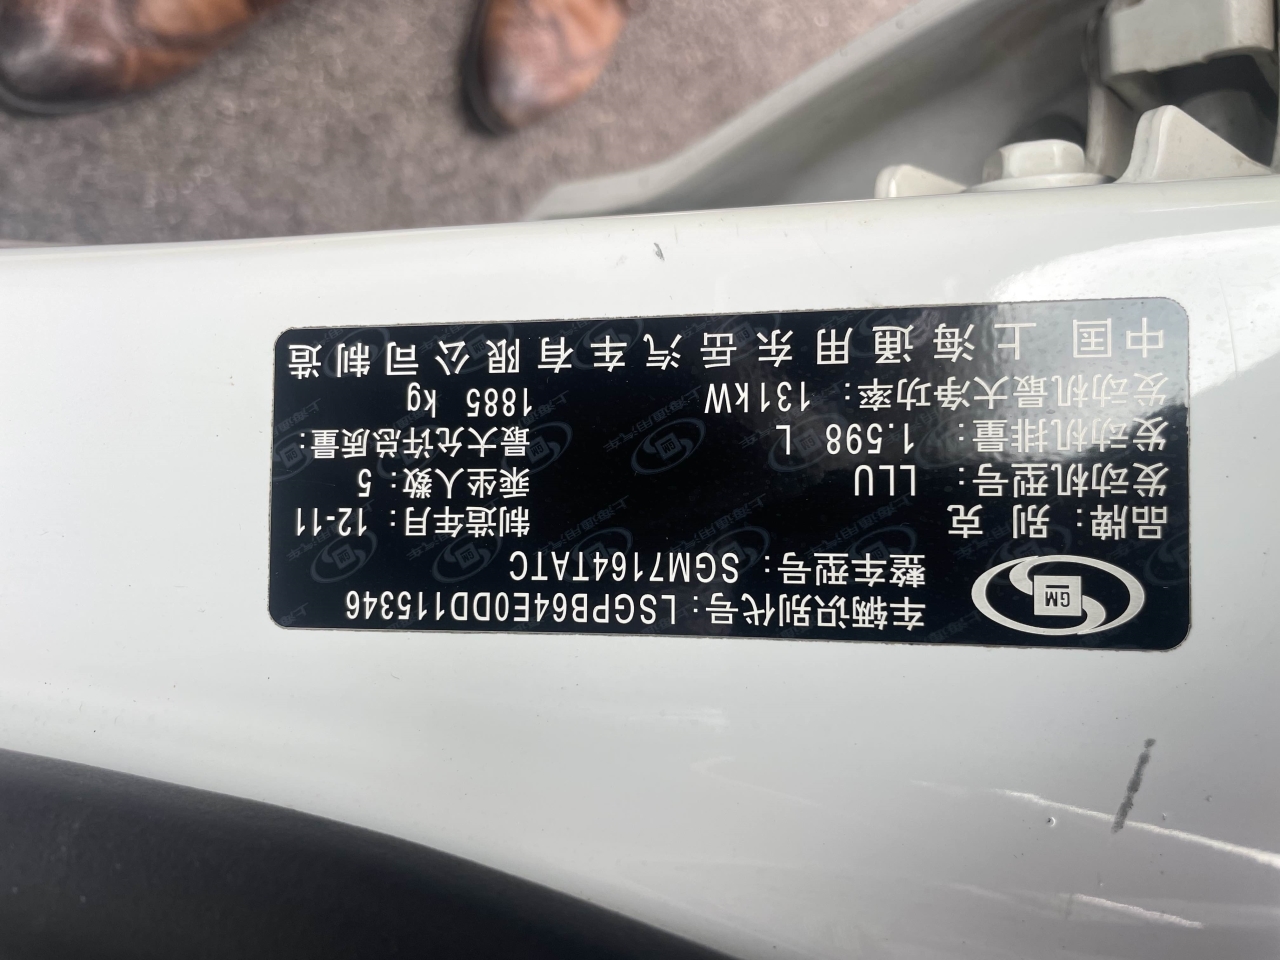 车辆识别代号: LSGPB64E0DD115346
整车型号: SGM7164TATC
品牌: 别 克
制造年月: 12-11
发动机型号: LLU
乘坐人数: 5
发动机排量: 1.598 L
最大允许总质量:
发动机最大净功率: 131kW
1885 kg
中国 上海通用东岳汽车有限公司制造
GM